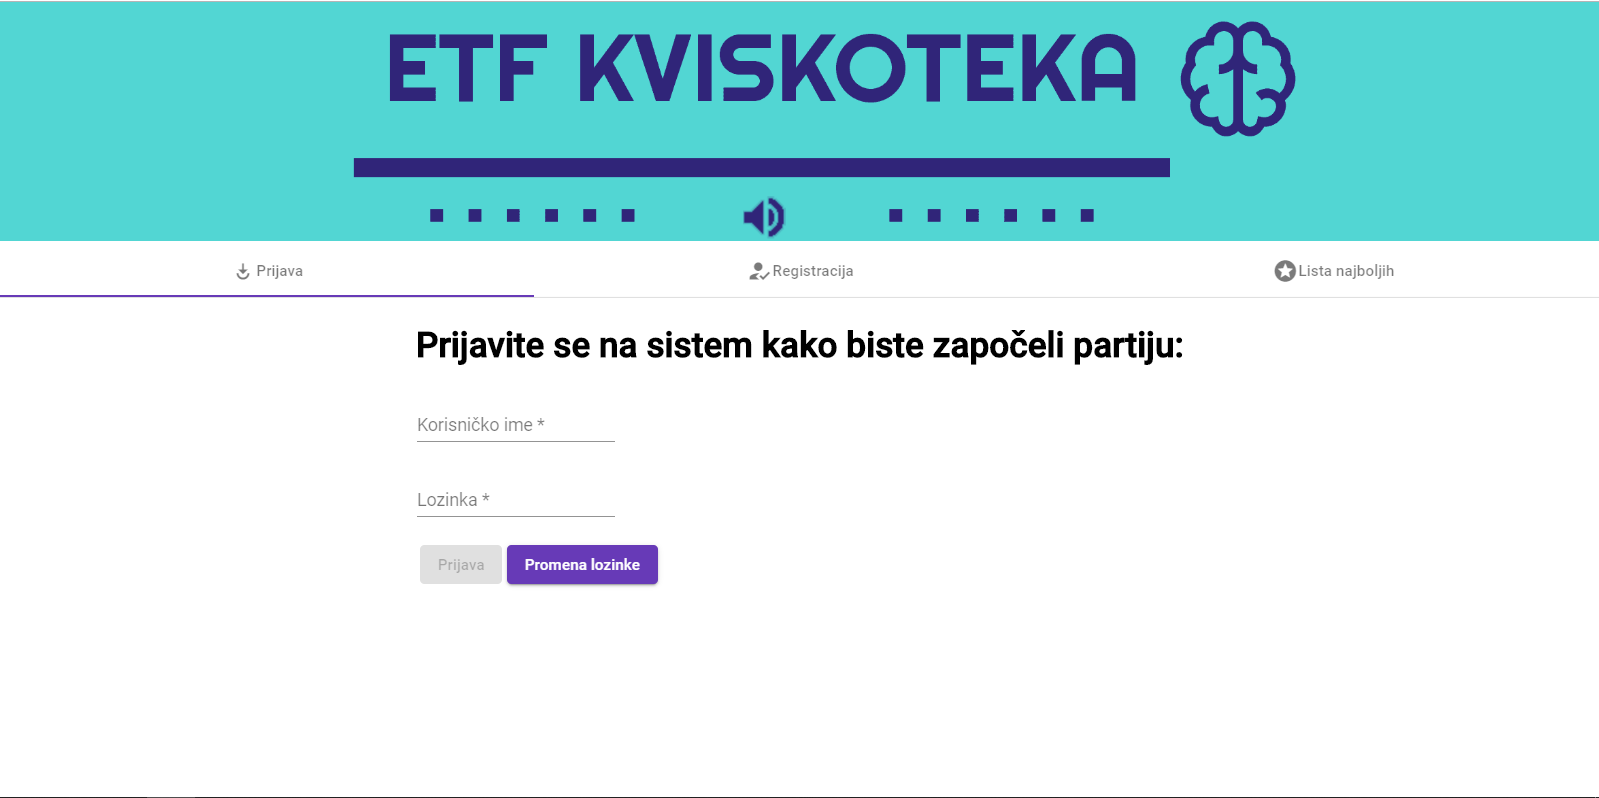 ETF KVISKOTEKA
Prijava
Registracija
Lista najboljih
Prijavite se na sistem kako biste započeli partiju:
Korisničko ime *
Lozinka *
Prijava
Promena lozinke